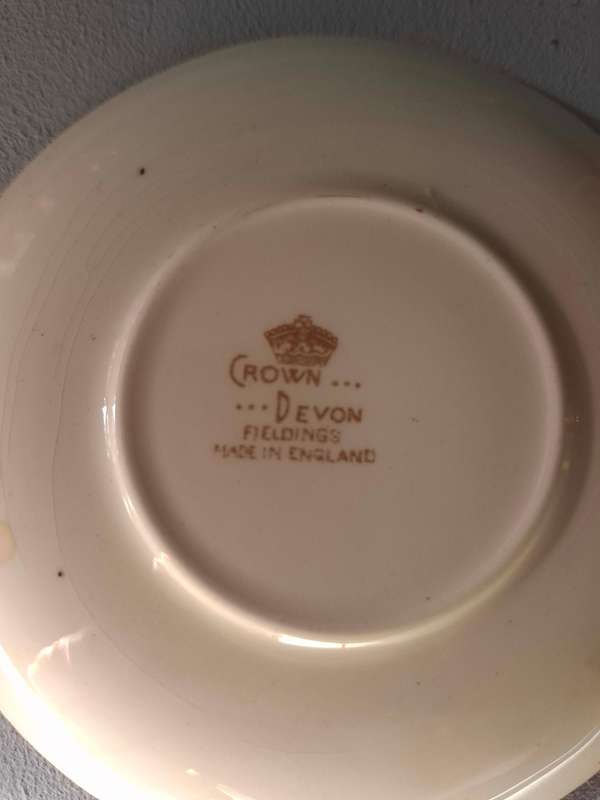 CROWN ...
... DEVON
FIELDINGS
MADE IN ENGLAND